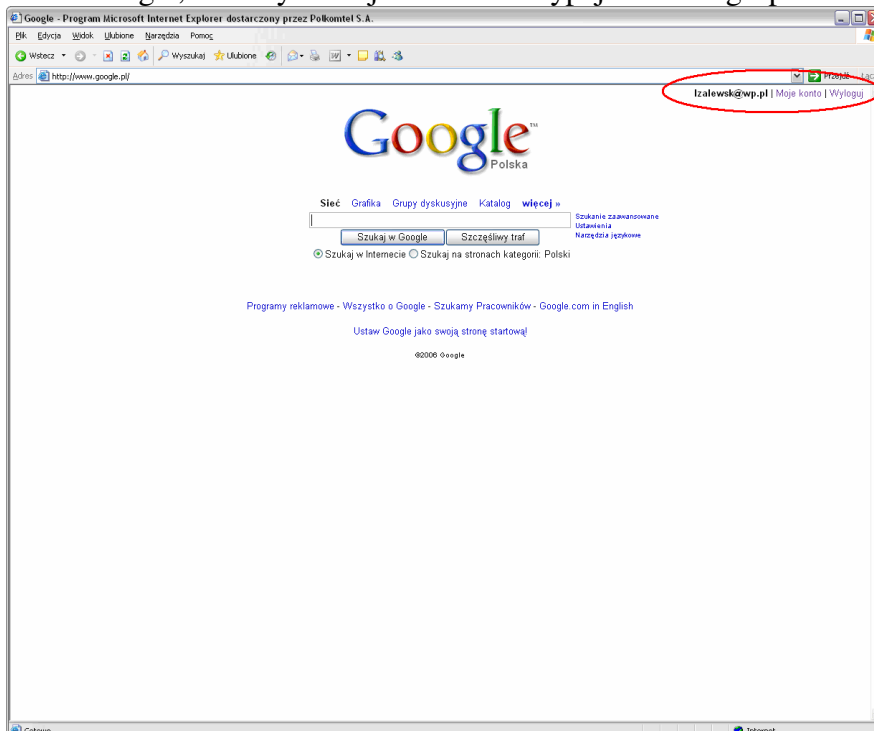 Google - Program Microsoft Internet Explorer dostarczony przez Polkomtel S.A.
Plik Edycja Widok Ulubione Narzędzia Pomoc
Wstecz Wyszukaj Ulubione
Adres http://www.google.pl/ Przejdź
lzalewsk@wp.pl | Moje konto | Wyloguj
Google™
Polska
Sieć Grafika Grupy dyskusyjne Katalog więcej »
Szukanie zaawansowane
Ustawienia
Narzędzia językowe
Szukaj w Google Szczęśliwy traf
Szukaj w Internecie Szukaj na stronach kategorii: Polski
Programy reklamowe - Wszystko o Google - Szukamy Pracowników - Google.com in English
Ustaw Google jako swoją stronę startową!
©2006 Google
Gotowe Internet